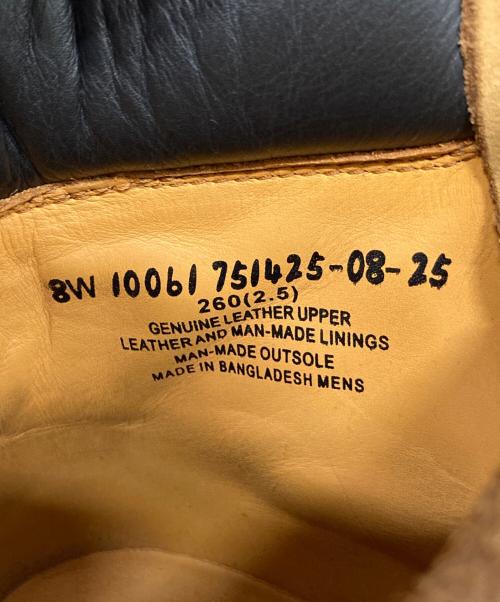 8W 10061 751425-08-25
260(2.5)
GENUINE LEATHER UPPER
LEATHER AND MAN-MADE LININGS
MAN-MADE OUTSOLE
MADE IN BANGLADESH MENS